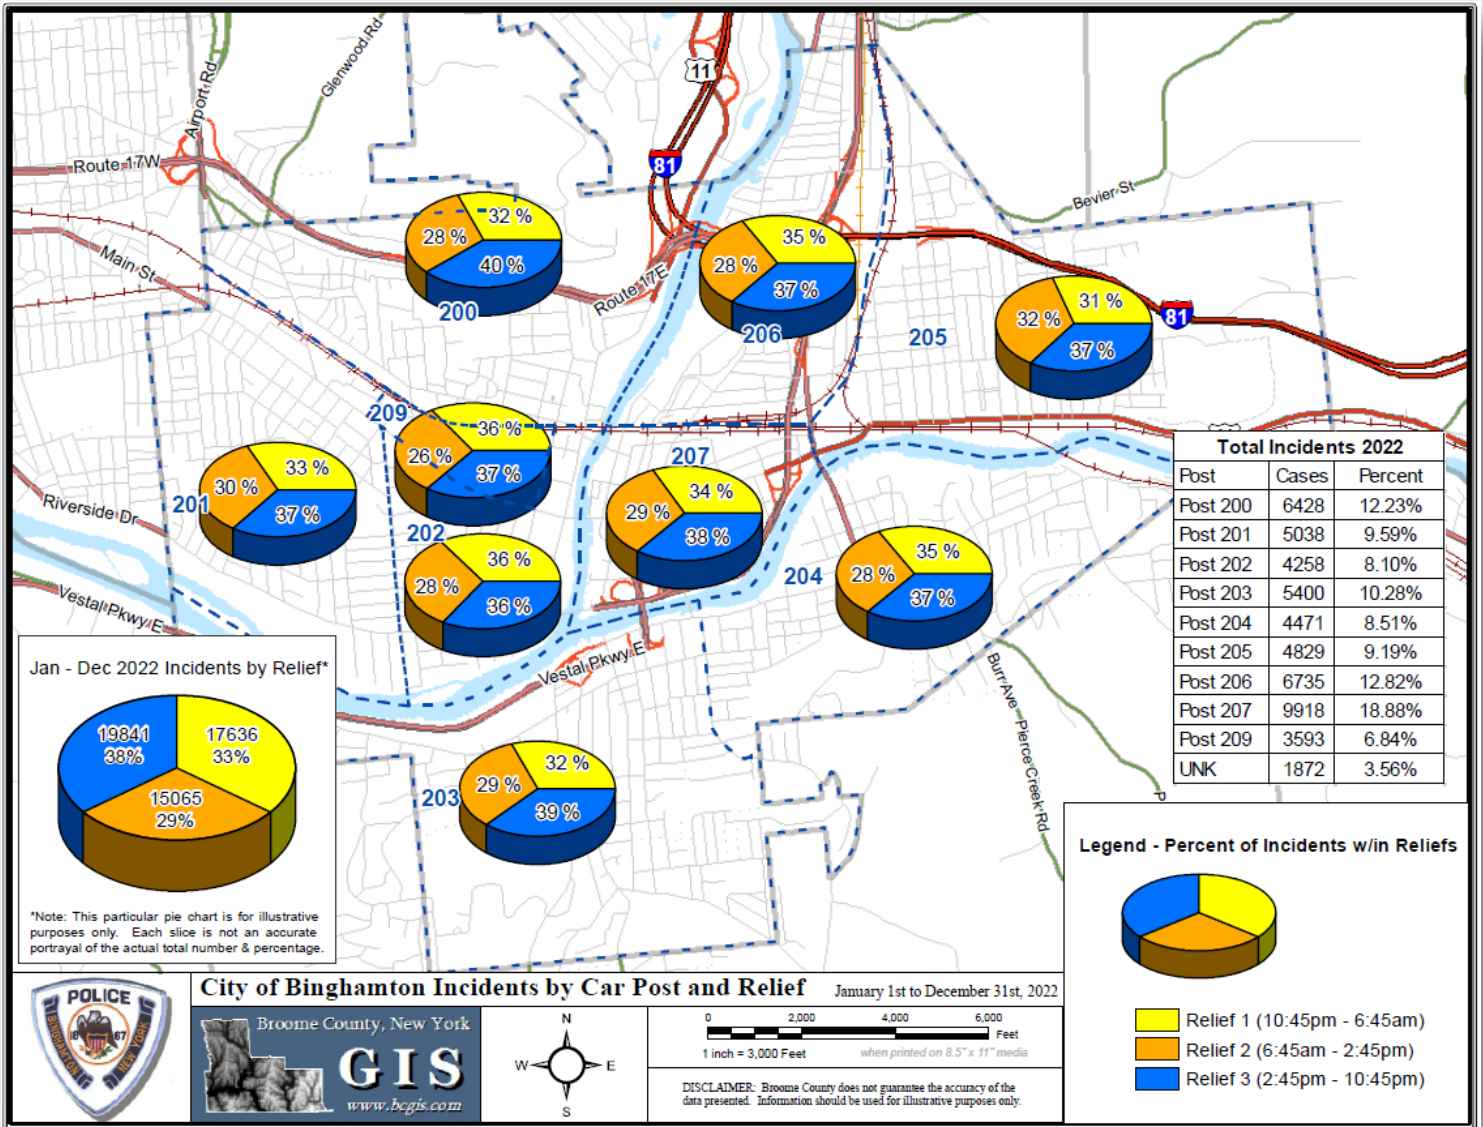 11
Airport Rd
Glenwood Rd
Route 17W
81
Bevier St
Main St
32 %
28 %
40 %
200
Route 17E
35 %
28 %
37 %
206
205
31 %
32 %
37 %
81
209
36 %
26 %
37 %
207
33 %
30 %
37 %
201
Riverside Dr
202
36 %
28 %
36 %
34 %
29 %
38 %
204
35 %
28 %
37 %
Vestal Pkwy E
Vestal Pkwy E
Burr Ave
Pierce Creek Rd
P
203
32 %
29 %
39 %
Total Incidents 2022
Post Cases Percent
Post 200 6428 12.23%
Post 201 5038 9.59%
Post 202 4258 8.10%
Post 203 5400 10.28%
Post 204 4471 8.51%
Post 205 4829 9.19%
Post 206 6735 12.82%
Post 207 9918 18.88%
Post 209 3593 6.84%
UNK 1872 3.56%
Jan - Dec 2022 Incidents by Relief*
19841
38%
17636
33%
15065
29%
*Note: This particular pie chart is for illustrative
purposes only. Each slice is not an accurate
portrayal of the actual total number & percentage.
Legend - Percent of Incidents w/in Reliefs
Relief 1 (10:45pm - 6:45am)
Relief 2 (6:45am - 2:45pm)
Relief 3 (2:45pm - 10:45pm)
POLICE
18 67
BINGHAMTON
NEW YORK
City of Binghamton Incidents by Car Post and Relief January 1st to December 31st, 2022
Broome County, New York
GIS
www.bcgis.com
N
W E
S
0 2,000 4,000 6,000
Feet
1 inch = 3,000 Feet when printed on 8.5" x 11" media
DISCLAIMER: Broome County does not guarantee the accuracy of the
data presented. Information should be used for illustrative purposes only.